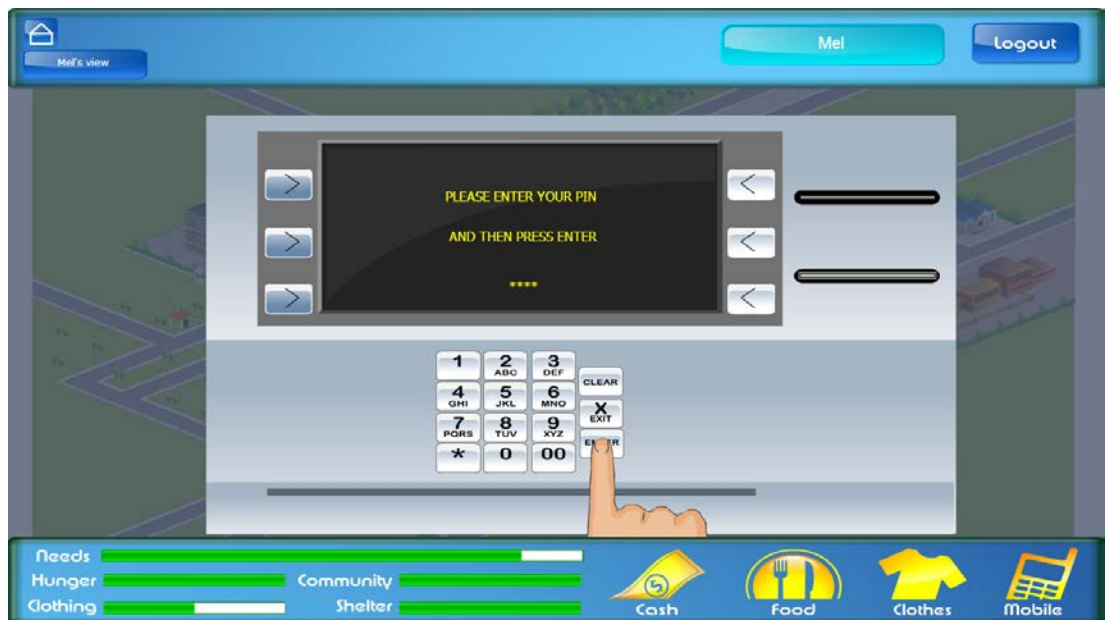 Mel's view
Mel
Logout
PLEASE ENTER YOUR PIN
AND THEN PRESS ENTER
****
1 2 3
ABC DEF
CLEAR
4 5 6
GHI JKL MNO
X
EXIT
7 8 9
PQRS TUV XYZ
ENTER
* 0 00
Needs
Hunger Community
Clothing Shelter
Cash Food Clothes Mobile